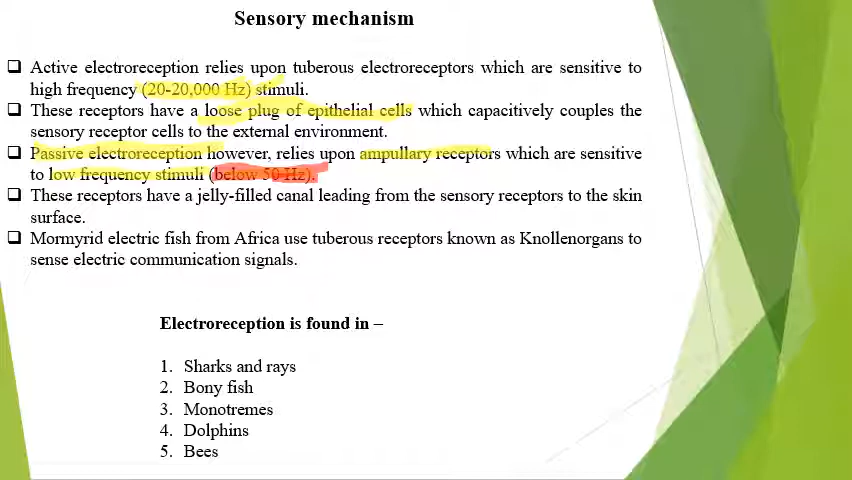 Sensory mechanism
❑ Active electroreception relies upon tuberous electroreceptors which are sensitive to
high frequency (20-20,000 Hz) stimuli.
❑ These receptors have a loose plug of epithelial cells which capacitively couples the
sensory receptor cells to the external environment.
❑ Passive electroreception however, relies upon ampullary receptors which are sensitive
to low frequency stimuli (below 50 Hz).
❑ These receptors have a jelly-filled canal leading from the sensory receptors to the skin
surface.
❑ Mormyrid electric fish from Africa use tuberous receptors known as Knollenorgans to
sense electric communication signals.
Electroreception is found in –
1. Sharks and rays
2. Bony fish
3. Monotremes
4. Dolphins
5. Bees